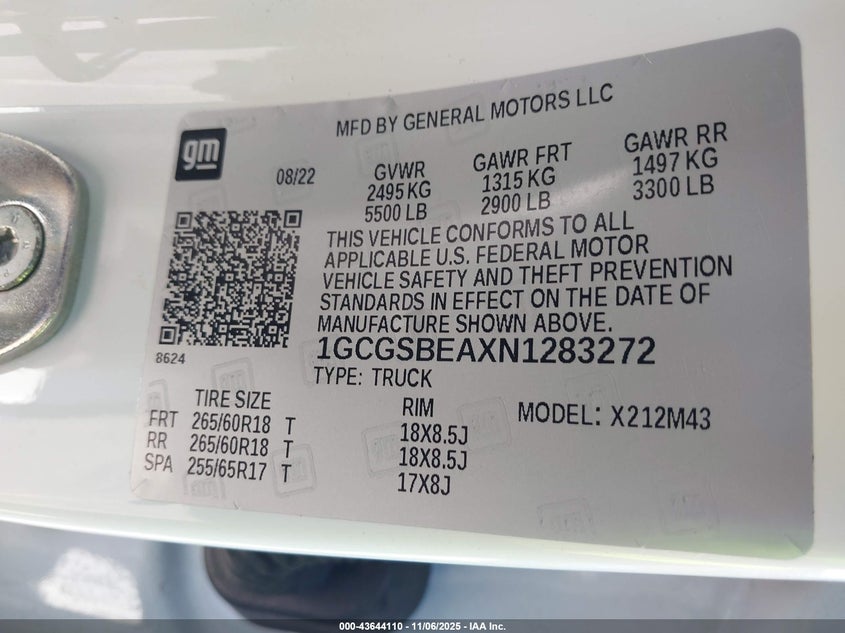 MFD BY GENERAL MOTORS LLC
gm
08/22
GVWR
2495 KG
5500 LB
GAWR FRT
1315 KG
2900 LB
GAWR RR
1497 KG
3300 LB
THIS VEHICLE CONFORMS TO ALL
APPLICABLE U.S. FEDERAL MOTOR
VEHICLE SAFETY AND THEFT PREVENTION
STANDARDS IN EFFECT ON THE DATE OF
MANUFACTURE SHOWN ABOVE.
8624
1GCGSBEAXN1283272
TYPE: TRUCK
TIRE SIZE
RIM
MODEL: X212M43
FRT 265/60R18 T 18X8.5J
RR 265/60R18 T 18X8.5J
SPA 255/65R17 T 17X8J
000-43644110 - 11/06/2025 - IAA Inc.